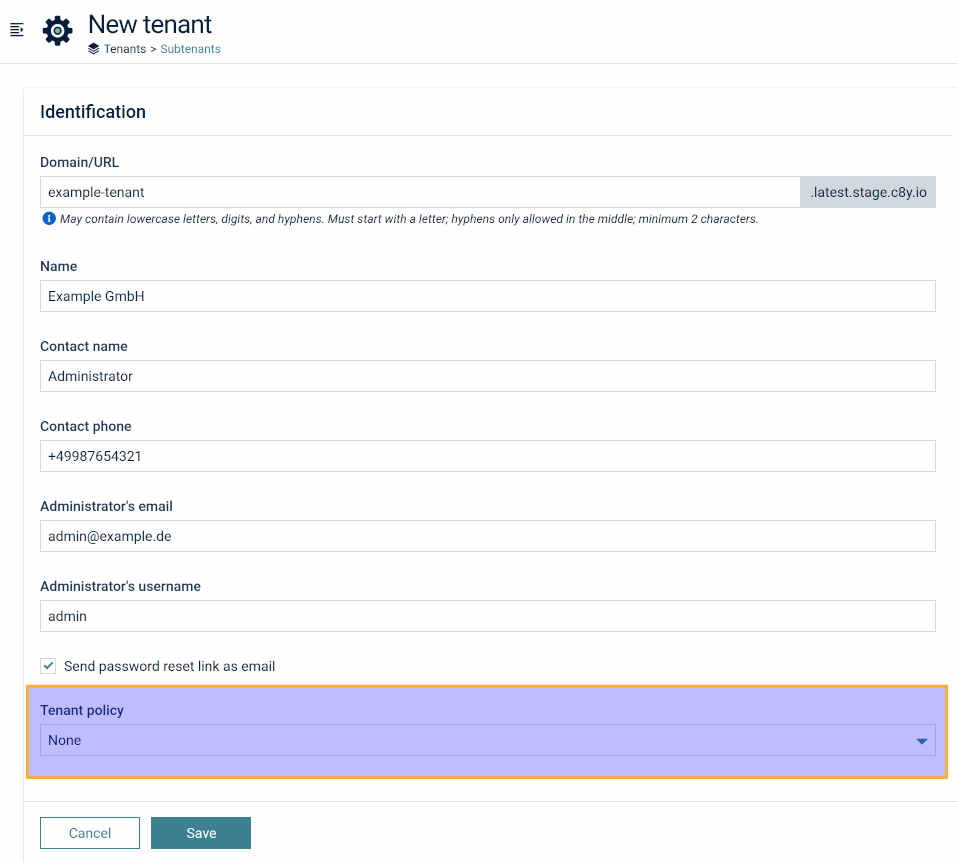 New tenant
Tenants > Subtenants
Identification
Domain/URL
example-tenant .latest.stage.c8y.io
May contain lowercase letters, digits, and hyphens. Must start with a letter; hyphens only allowed in the middle; minimum 2 characters.
Name
Example GmbH
Contact name
Administrator
Contact phone
+49987654321
Administrator's email
admin@example.de
Administrator's username
admin
Send password reset link as email
Tenant policy
None
Cancel Save